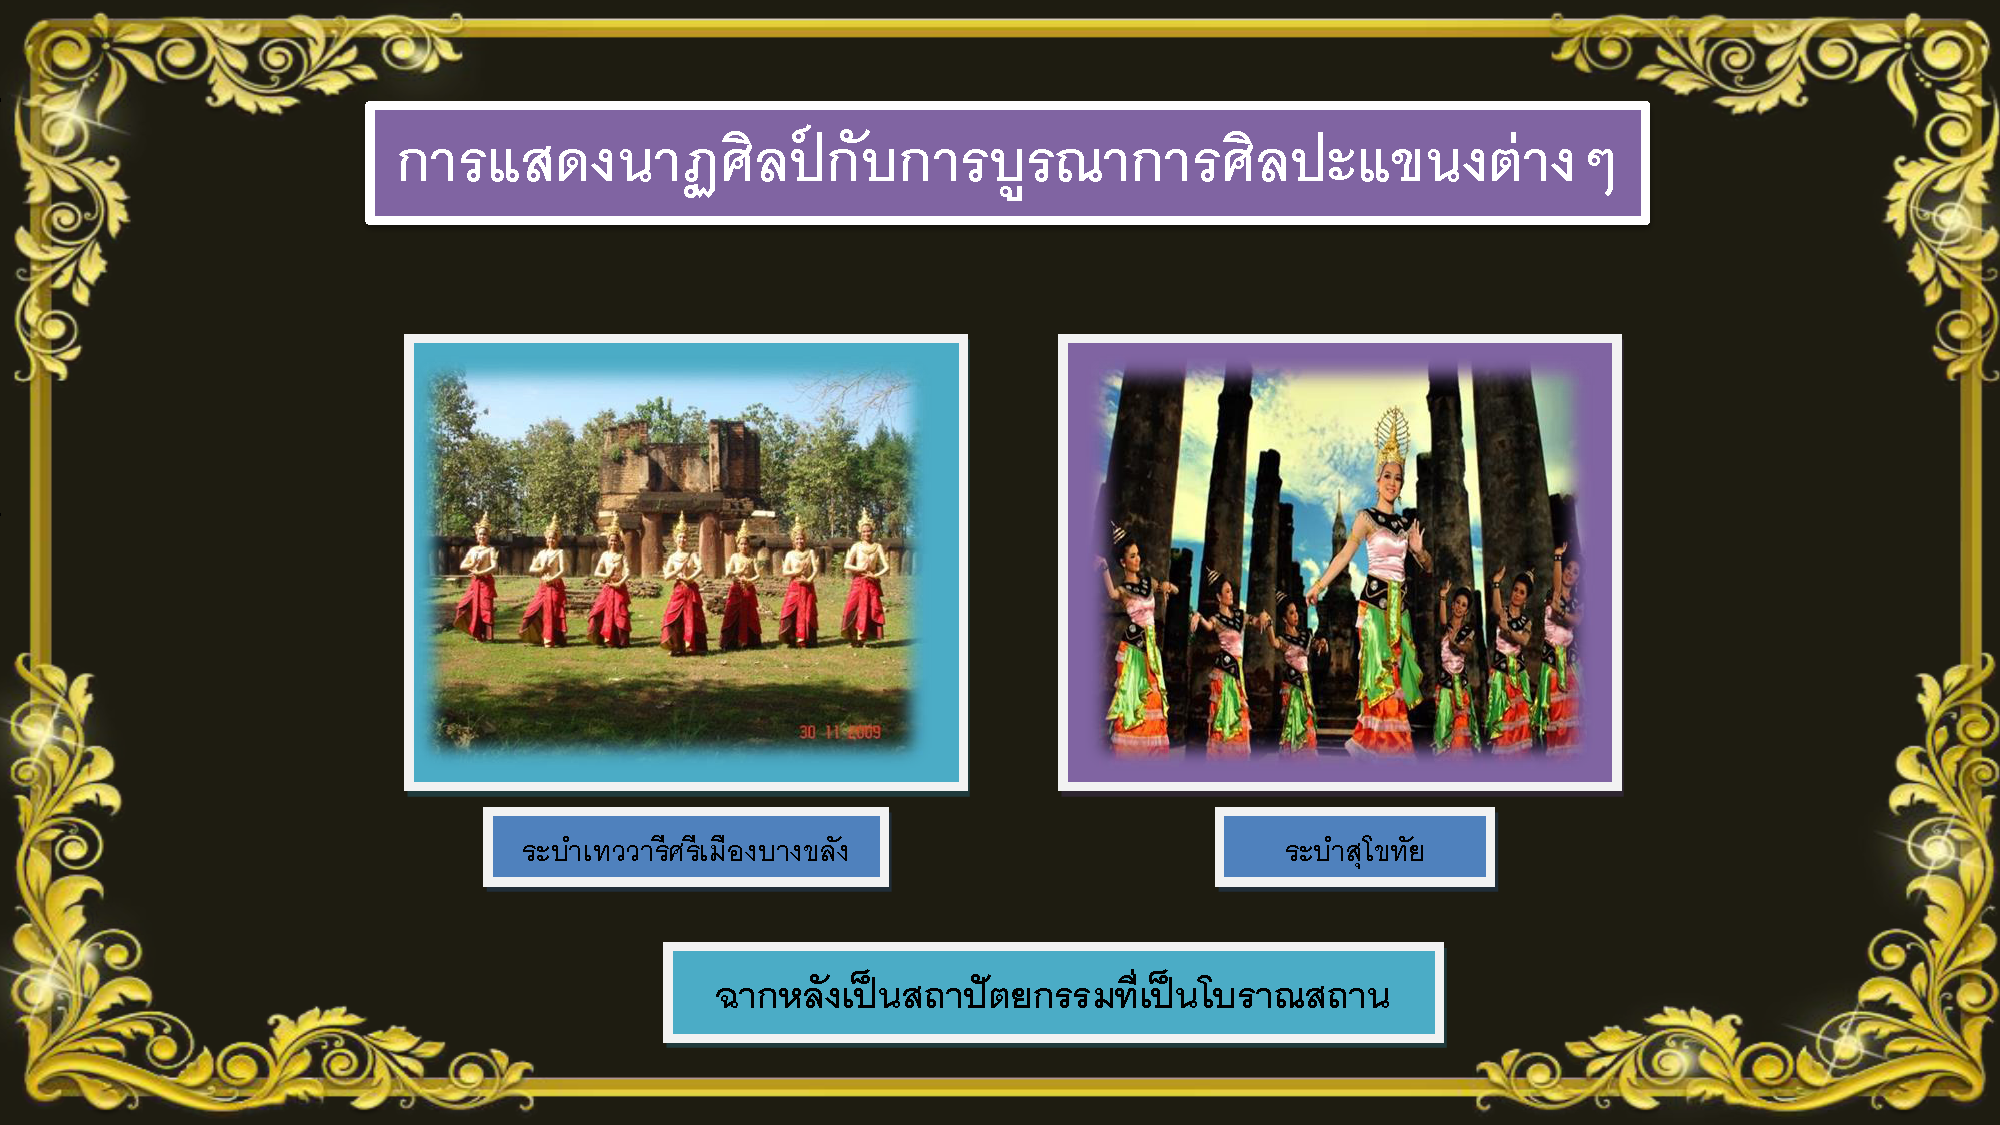 การแสดงนาฏศิลป์กับการบูรณาการศิลปะแขนงต่าง ๆ
30 11 2009
ระบำเทววารีศรีเมืองบางขลัง
ระบำสุโขทัย
ฉากหลังเป็นสถาปัตยกรรมที่เป็นโบราณสถาน